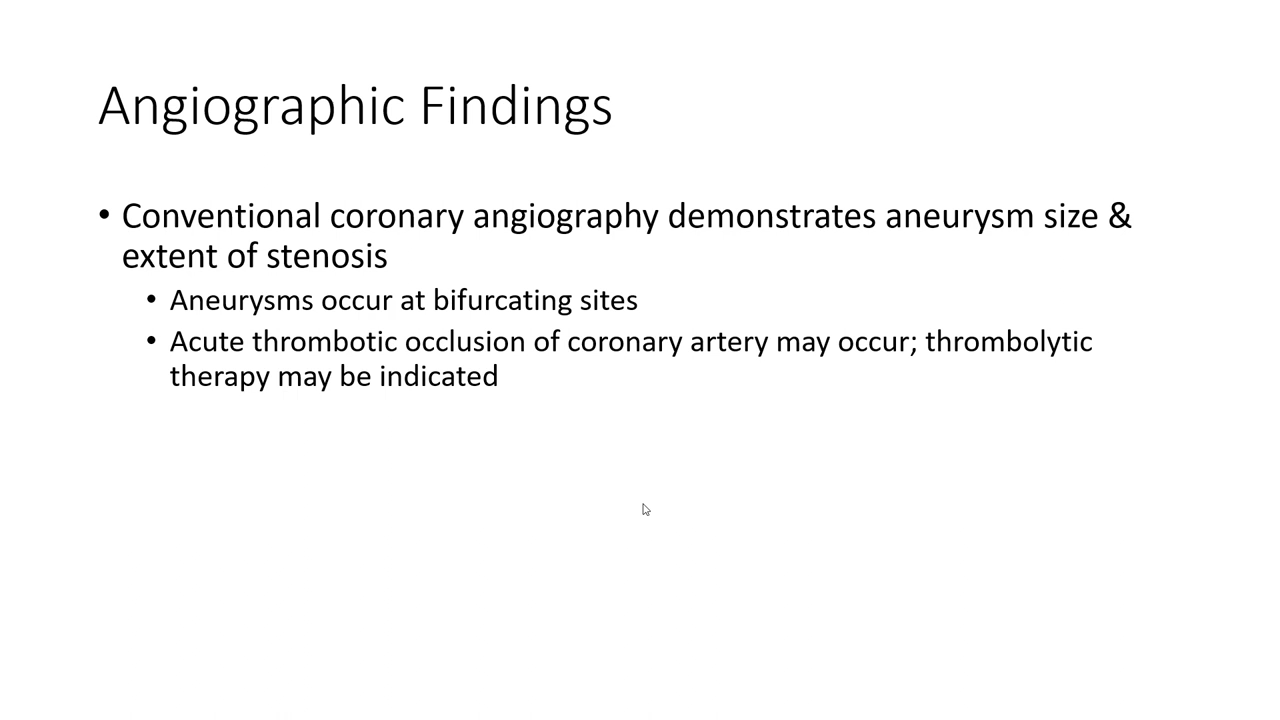 Angiographic Findings
• Conventional coronary angiography demonstrates aneurysm size &
extent of stenosis
• Aneurysms occur at bifurcating sites
• Acute thrombotic occlusion of coronary artery may occur; thrombolytic
therapy may be indicated